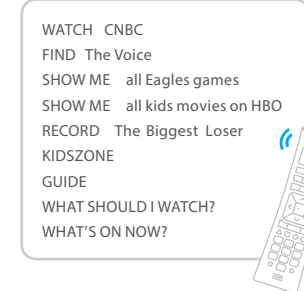 WATCH CNBC
FIND The Voice
SHOW ME all Eagles games
SHOW ME all kids movies on HBO
RECORD The Biggest Loser
KIDSZONE
GUIDE
WHAT SHOULD I WATCH?
WHAT'S ON NOW?